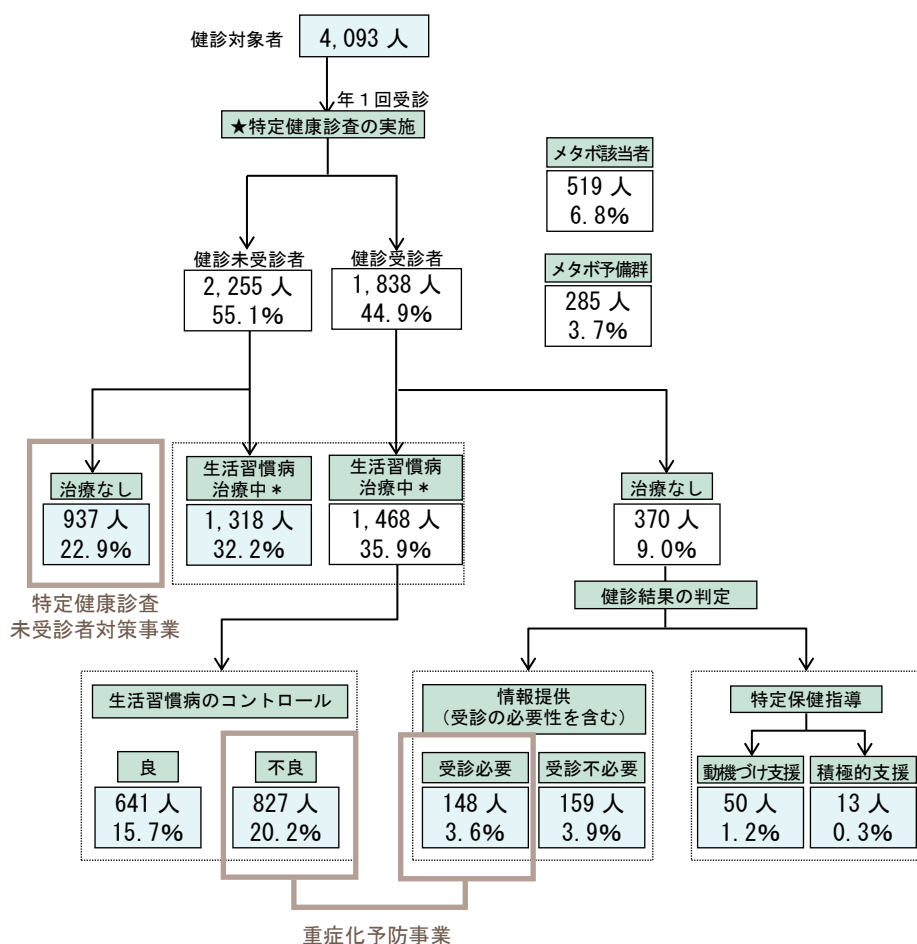 健診対象者
4,093 人
年1回受診
★特定健康診査の実施
メタボ該当者
519 人
6.8%
健診未受診者
2,255 人
55.1%
健診受診者
1,838 人
44.9%
メタボ予備群
285 人
3.7%
治療なし
937 人
22.9%
生活習慣病
治療中*
1,318 人
32.2%
生活習慣病
治療中*
1,468 人
35.9%
治療なし
370 人
9.0%
特定健康診査
未受診者対策事業
健診結果の判定
生活習慣病のコントロール
良
641 人
15.7%
不良
827 人
20.2%
情報提供
(受診の必要性を含む)
受診必要
148 人
3.6%
受診不必要
159 人
3.9%
特定保健指導
動機づけ支援
50 人
1.2%
積極的支援
13 人
0.3%
重症化予防事業